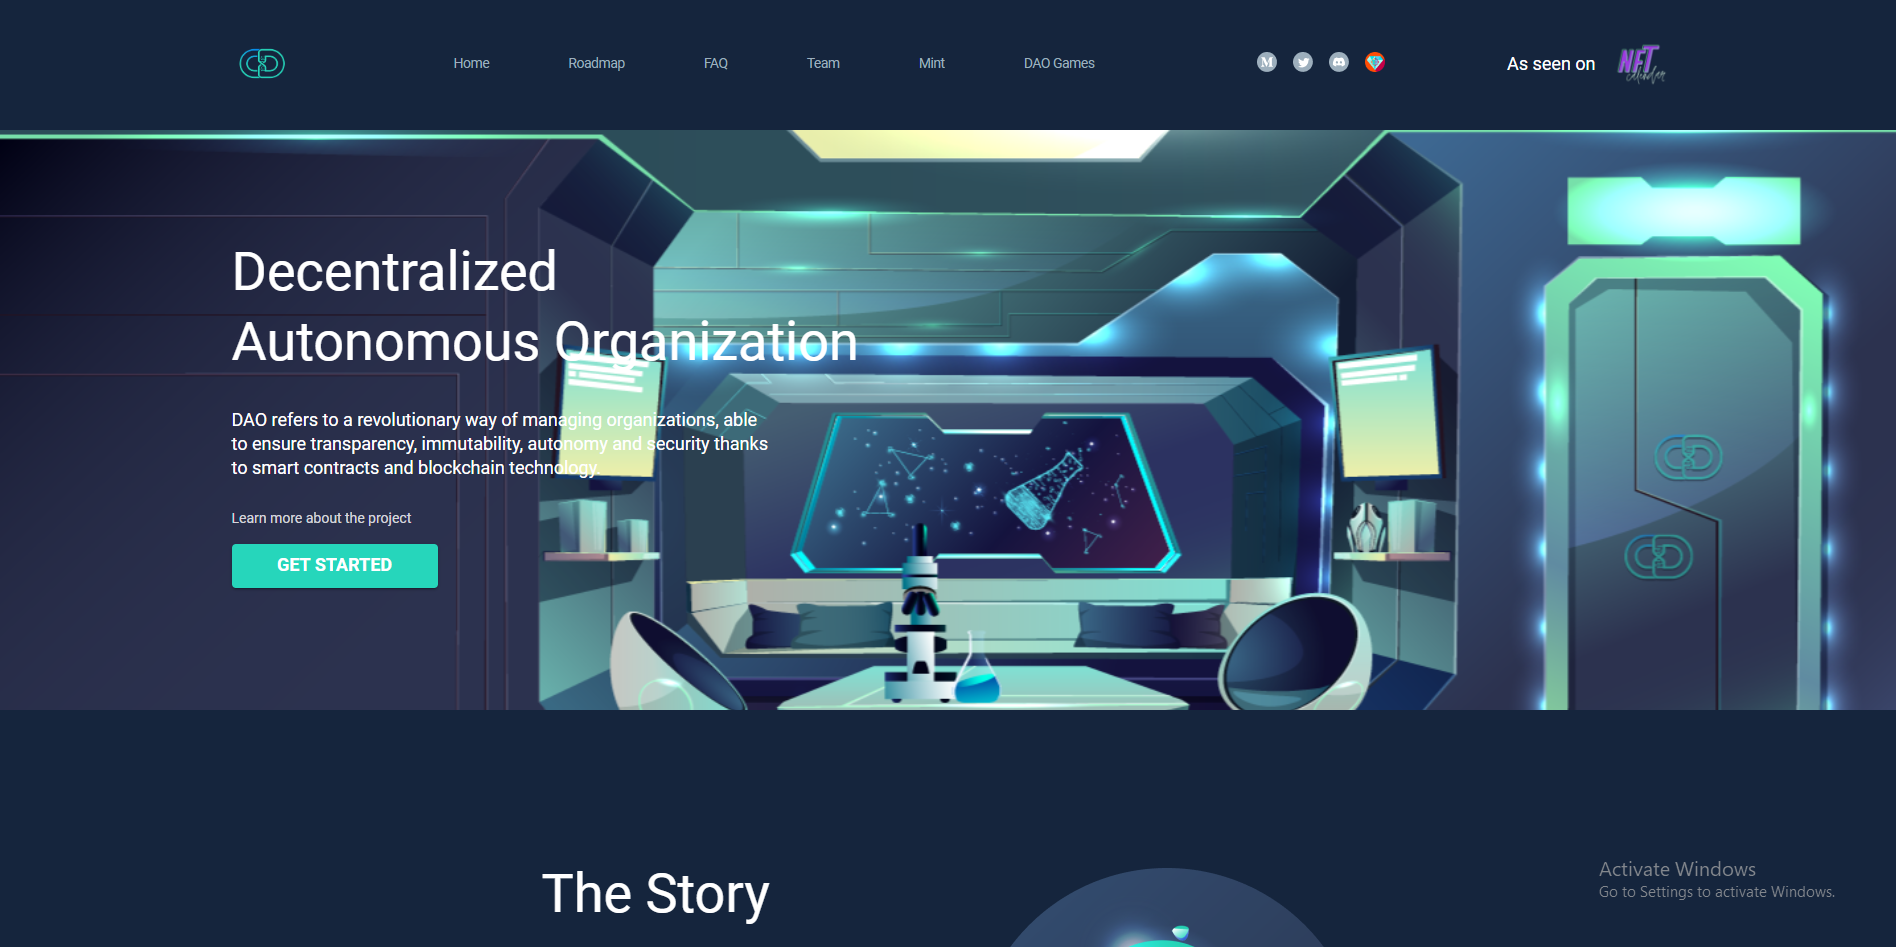 Home
Roadmap
FAQ
Team
Mint
DAO Games
As seen on
NFT
calendar
Decentralized
Autonomous Organization
DAO refers to a revolutionary way of managing organizations, able
to ensure transparency, immutability, autonomy and security thanks
to smart contracts and blockchain technology.
Learn more about the project
GET STARTED
The Story
Activate Windows
Go to Settings to activate Windows.